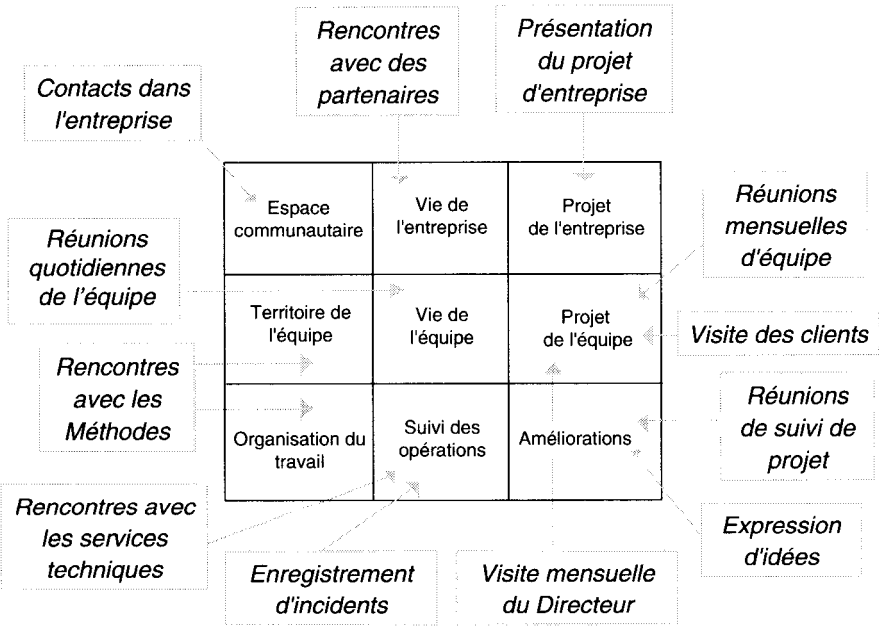 Rencontres
avec des
partenaires
Présentation
du projet
d'entreprise
Contacts dans
l'entreprise
Espace
communautaire
Vie de
l'entreprise
Projet
de l'entreprise
Réunions
mensuelles
d'équipe
Réunions
quotidiennes
de l'équipe
Territoire de
l'équipe
Vie de
l'équipe
Projet
de l'équipe
Visite des clients
Rencontres
avec les
Méthodes
Organisation du
travail
Suivi des
opérations
Améliorations
Réunions
de suivi de
projet
Rencontres avec
les services
techniques
Enregistrement
d'incidents
Visite mensuelle
du Directeur
Expression
d'idées